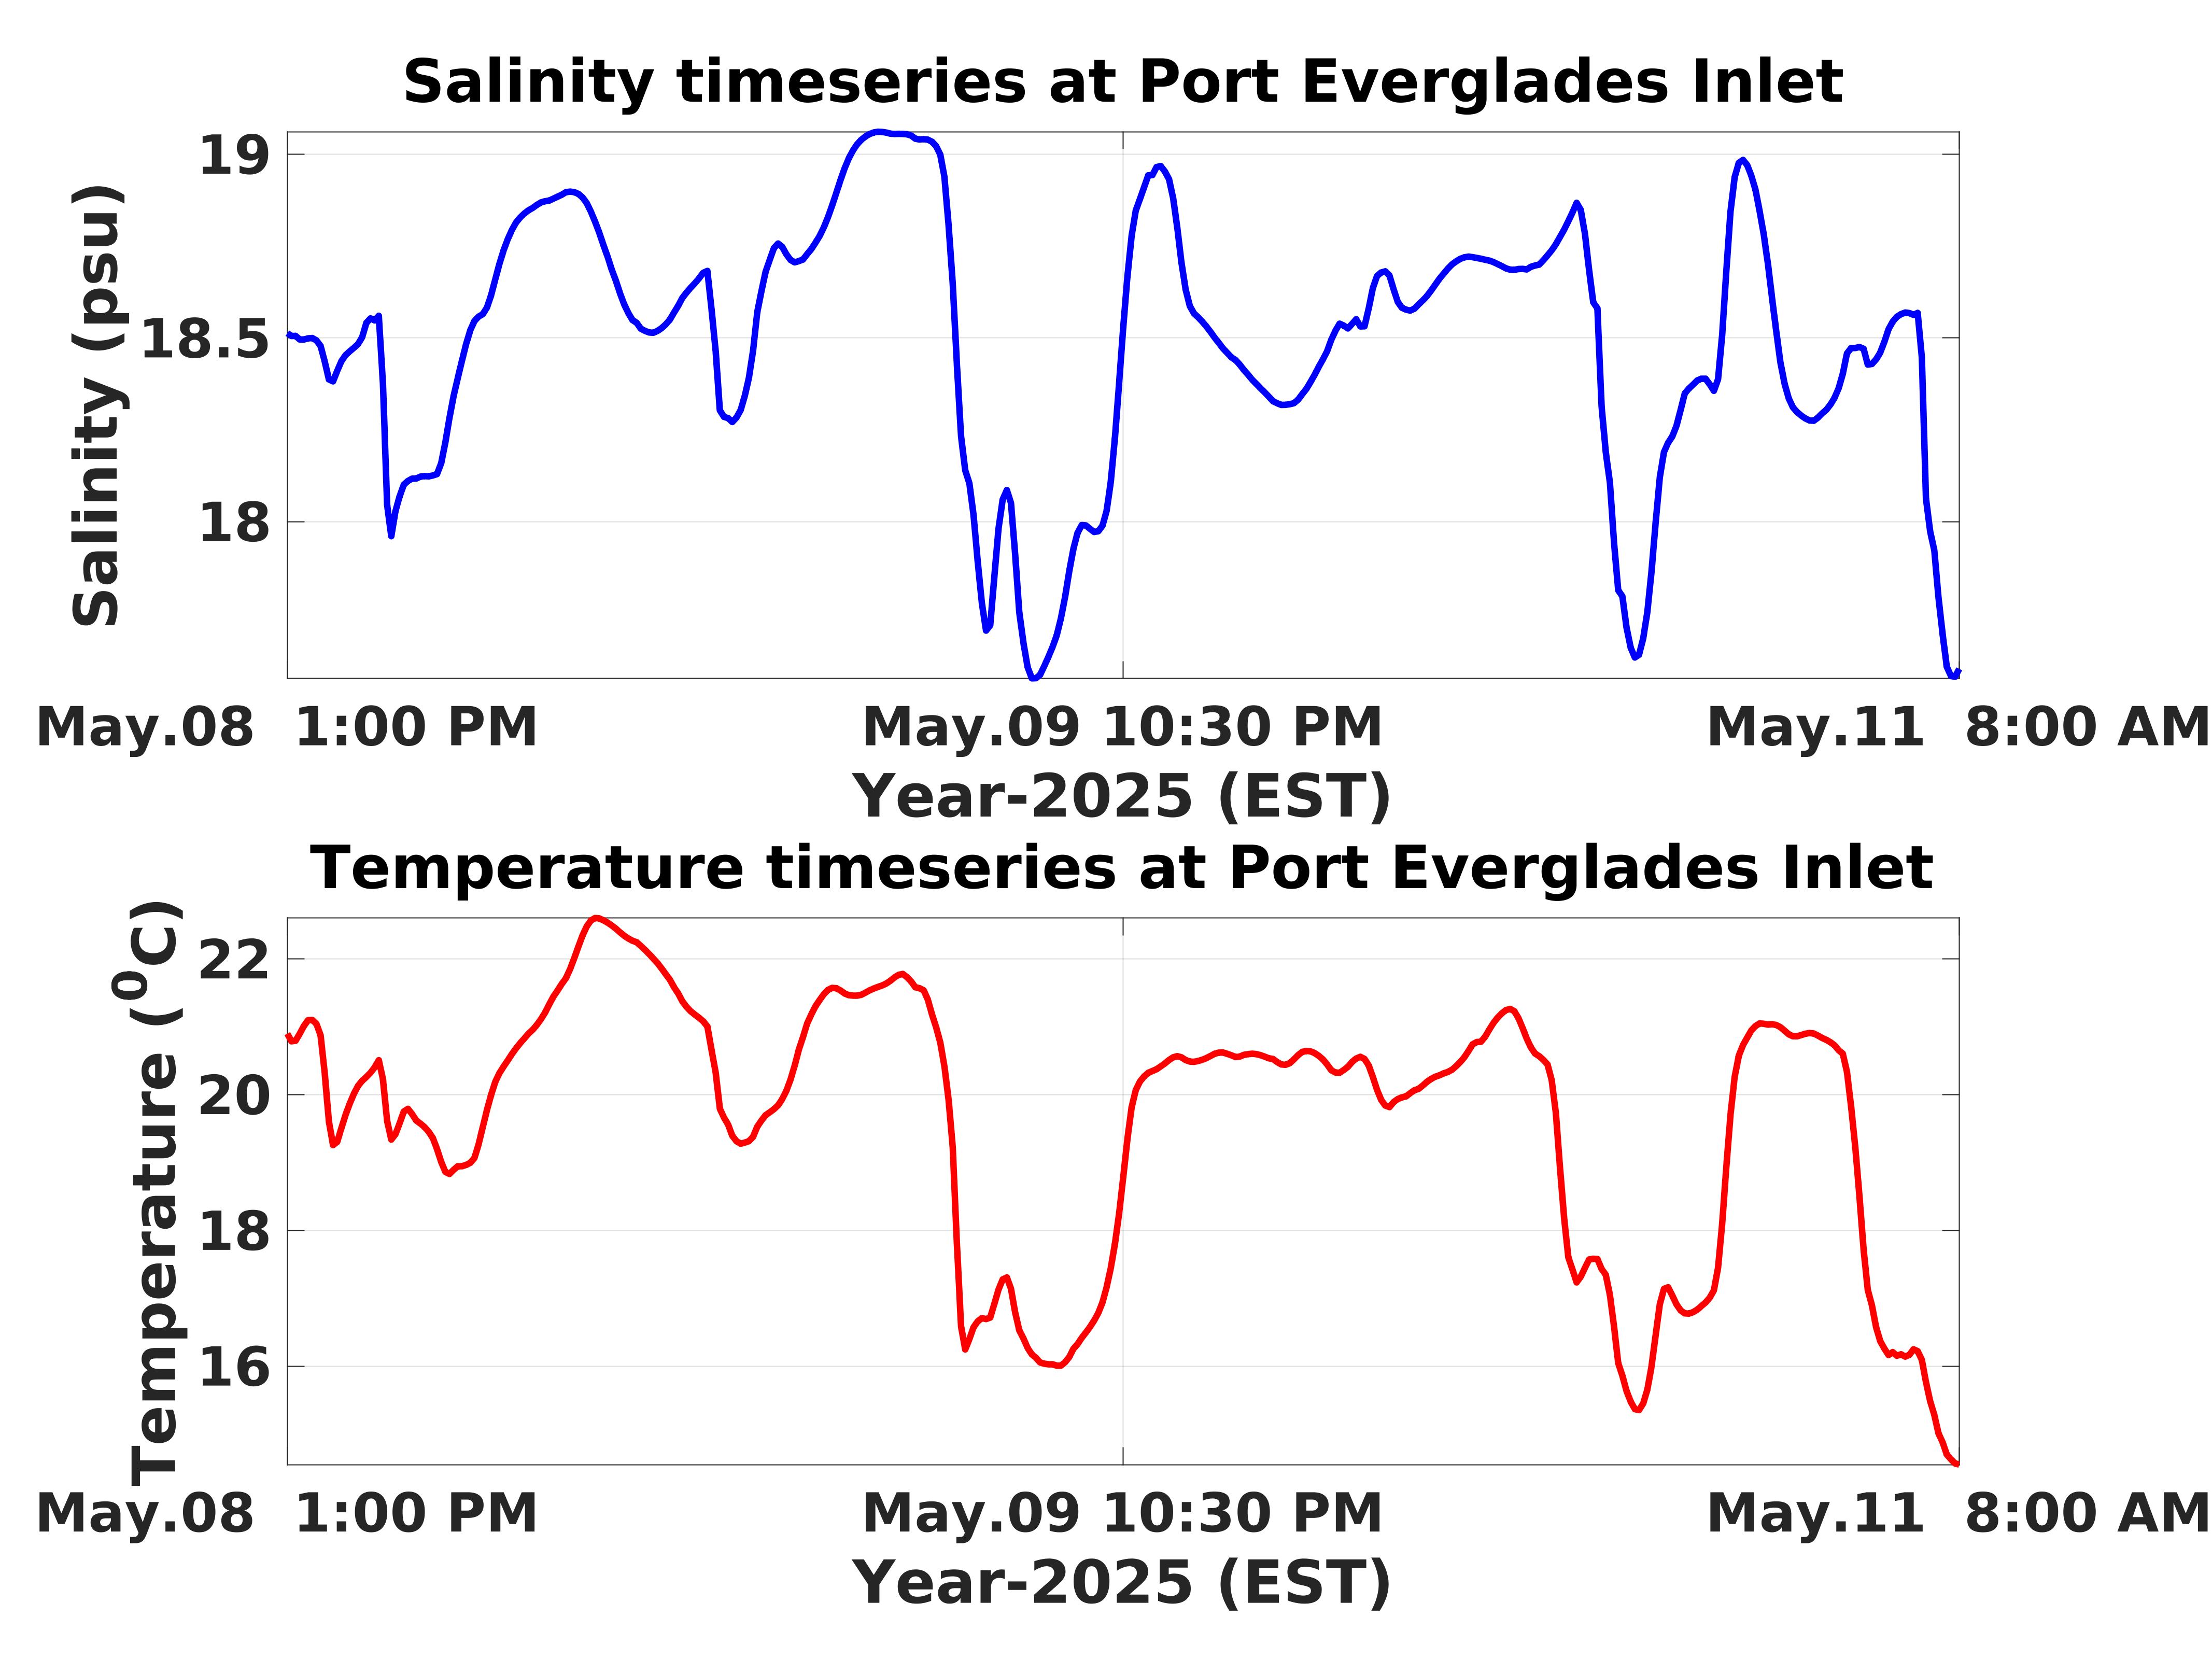 Salinity timeseries at Port Everglades Inlet
Salinity (psu)
19
18.5
18
May.08  1:00 PM May.09 10:30 PM May.11  8:00 AM
Year-2025 (EST)
Temperature timeseries at Port Everglades Inlet
Temperature (⁰C)
22
20
18
16
May.08  1:00 PM May.09 10:30 PM May.11  8:00 AM
Year-2025 (EST)